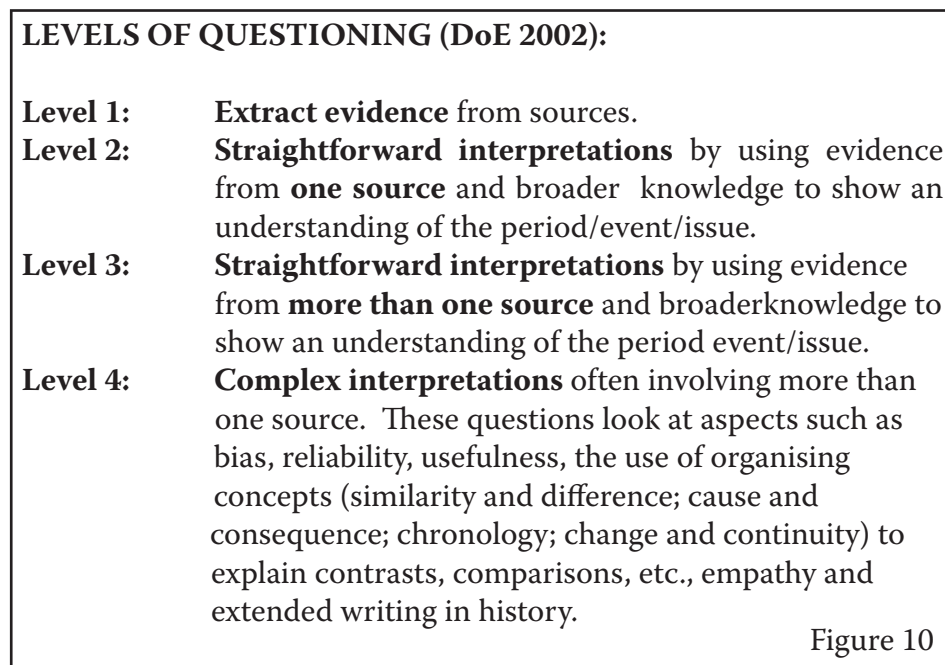 LEVELS OF QUESTIONING (DoE 2002):
Level 1: Extract evidence from sources.
Level 2: Straightforward interpretations by using evidence
from one source and broader knowledge to show an
understanding of the period/event/issue.
Level 3: Straightforward interpretations by using evidence
from more than one source and broaderknowledge to
show an understanding of the period event/issue.
Level 4: Complex interpretations often involving more than
one source. These questions look at aspects such as
bias, reliability, usefulness, the use of organising
concepts (similarity and difference; cause and
consequence; chronology; change and continuity) to
explain contrasts, comparisons, etc., empathy and
extended writing in history.
Figure 10